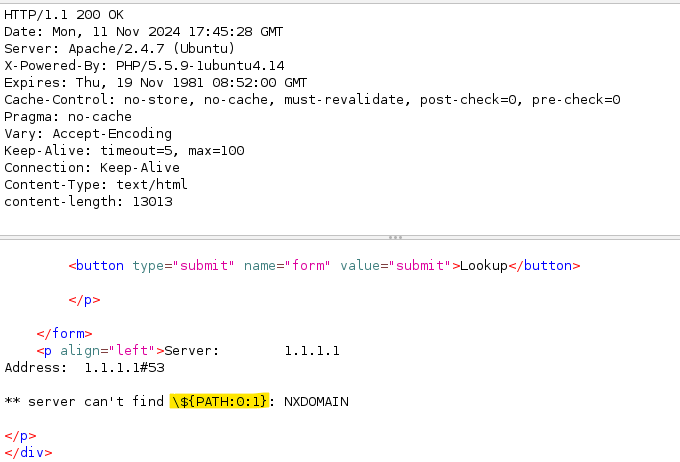 HTTP/1.1 200 OK
Date: Mon, 11 Nov 2024 17:45:28 GMT
Server: Apache/2.4.7 (Ubuntu)
X-Powered-By: PHP/5.5.9-1ubuntu4.14
Expires: Thu, 19 Nov 1981 08:52:00 GMT
Cache-Control: no-store, no-cache, must-revalidate, post-check=0, pre-check=0
Pragma: no-cache
Vary: Accept-Encoding
Keep-Alive: timeout=5, max=100
Connection: Keep-Alive
Content-Type: text/html
content-length: 13013
<button type="submit" name="form" value="submit">Lookup</button>
</p>
</form>
<p align="left">Server:        1.1.1.1
Address:  1.1.1.1#53
** server can't find \${PATH:0:1}: NXDOMAIN
</p>
</div>